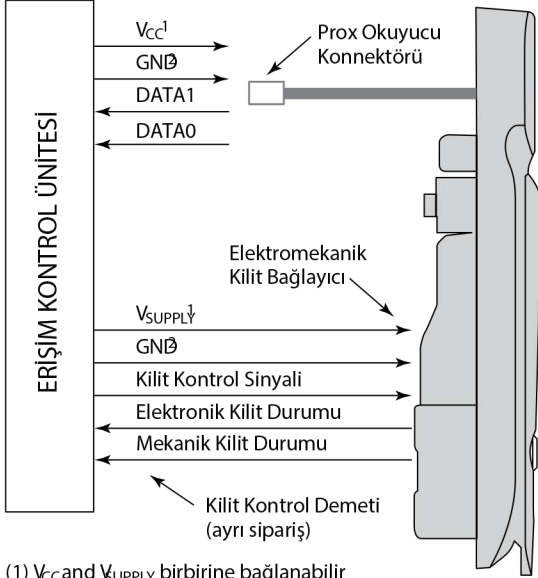 VCC1
GND2
DATA1
DATA0
Prox Okuyucu
Konnektörü
ERİŞİM KONTROL ÜNİTESİ
Elektromekanik
Kilit Bağlayıcı
VSUPPLY1
GND2
Kilit Kontrol Sinyali
Elektronik Kilit Durumu
Mekanik Kilit Durumu
Kilit Kontrol Demeti
(ayrı sipariş)
(1) VCC and VSUPPLY birbirine bağlanabilir